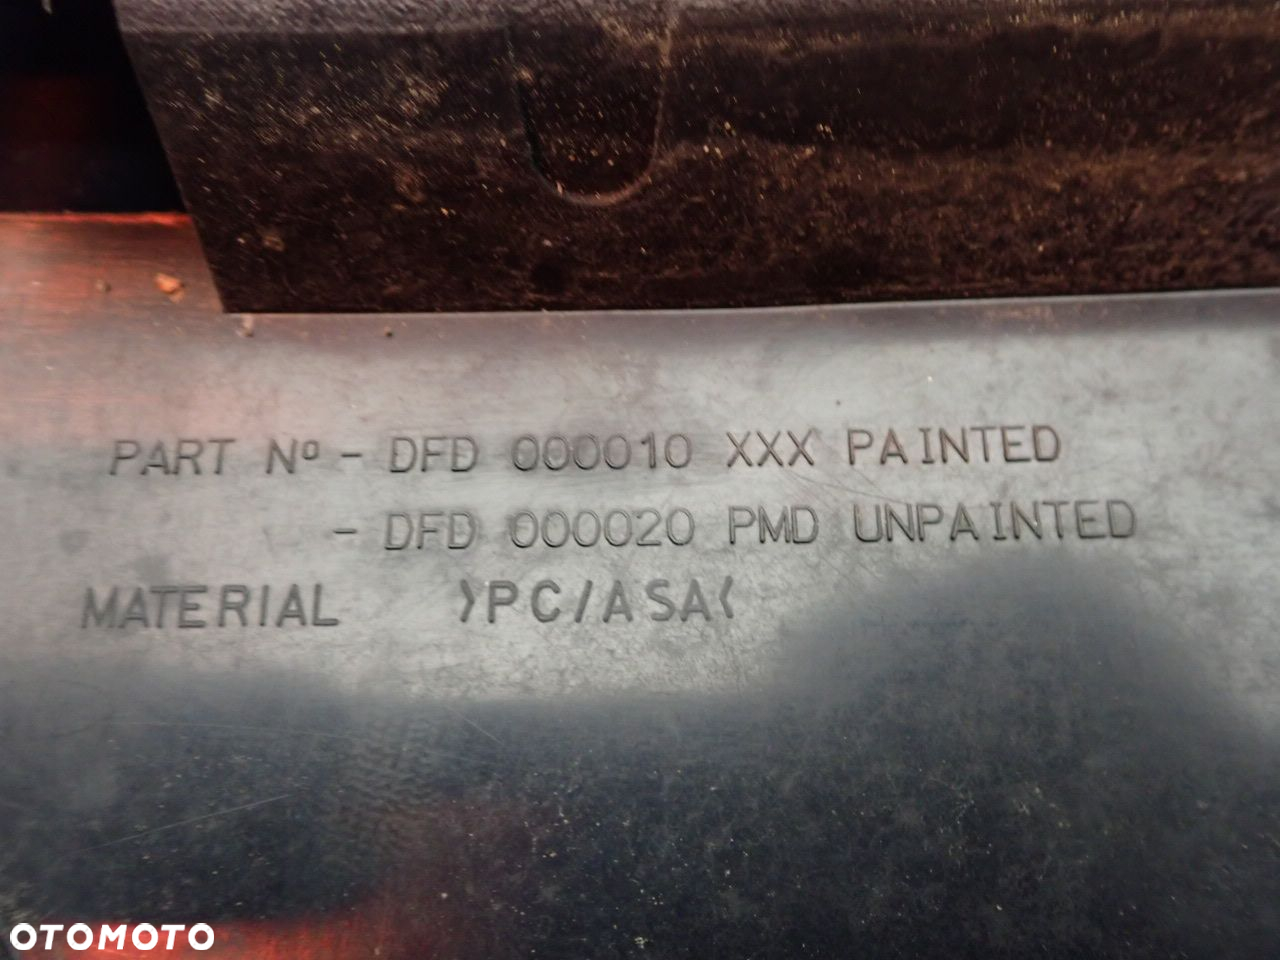 PART Nº - DFD 000010 XXX PAINTED
- DFD 000020 PMD UNPAINTED
MATERIAL >PC/ASA<
OTOMOTO